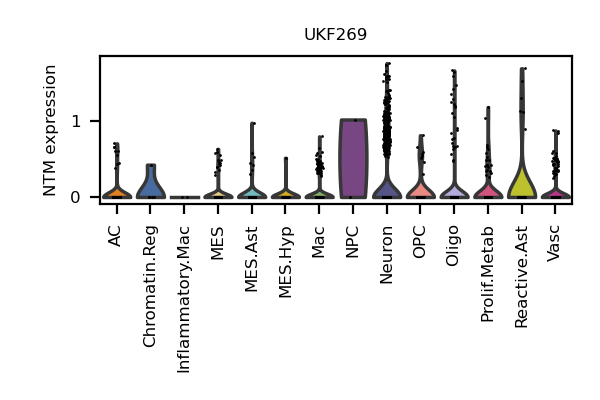 UKF269
NTM expression
1
0
AC
Chromatin.Reg
Inflammatory.Mac
MES
MES.Ast
MES.Hyp
Mac
NPC
Neuron
OPC
Oligo
Prolif.Metab
Reactive.Ast
Vasc